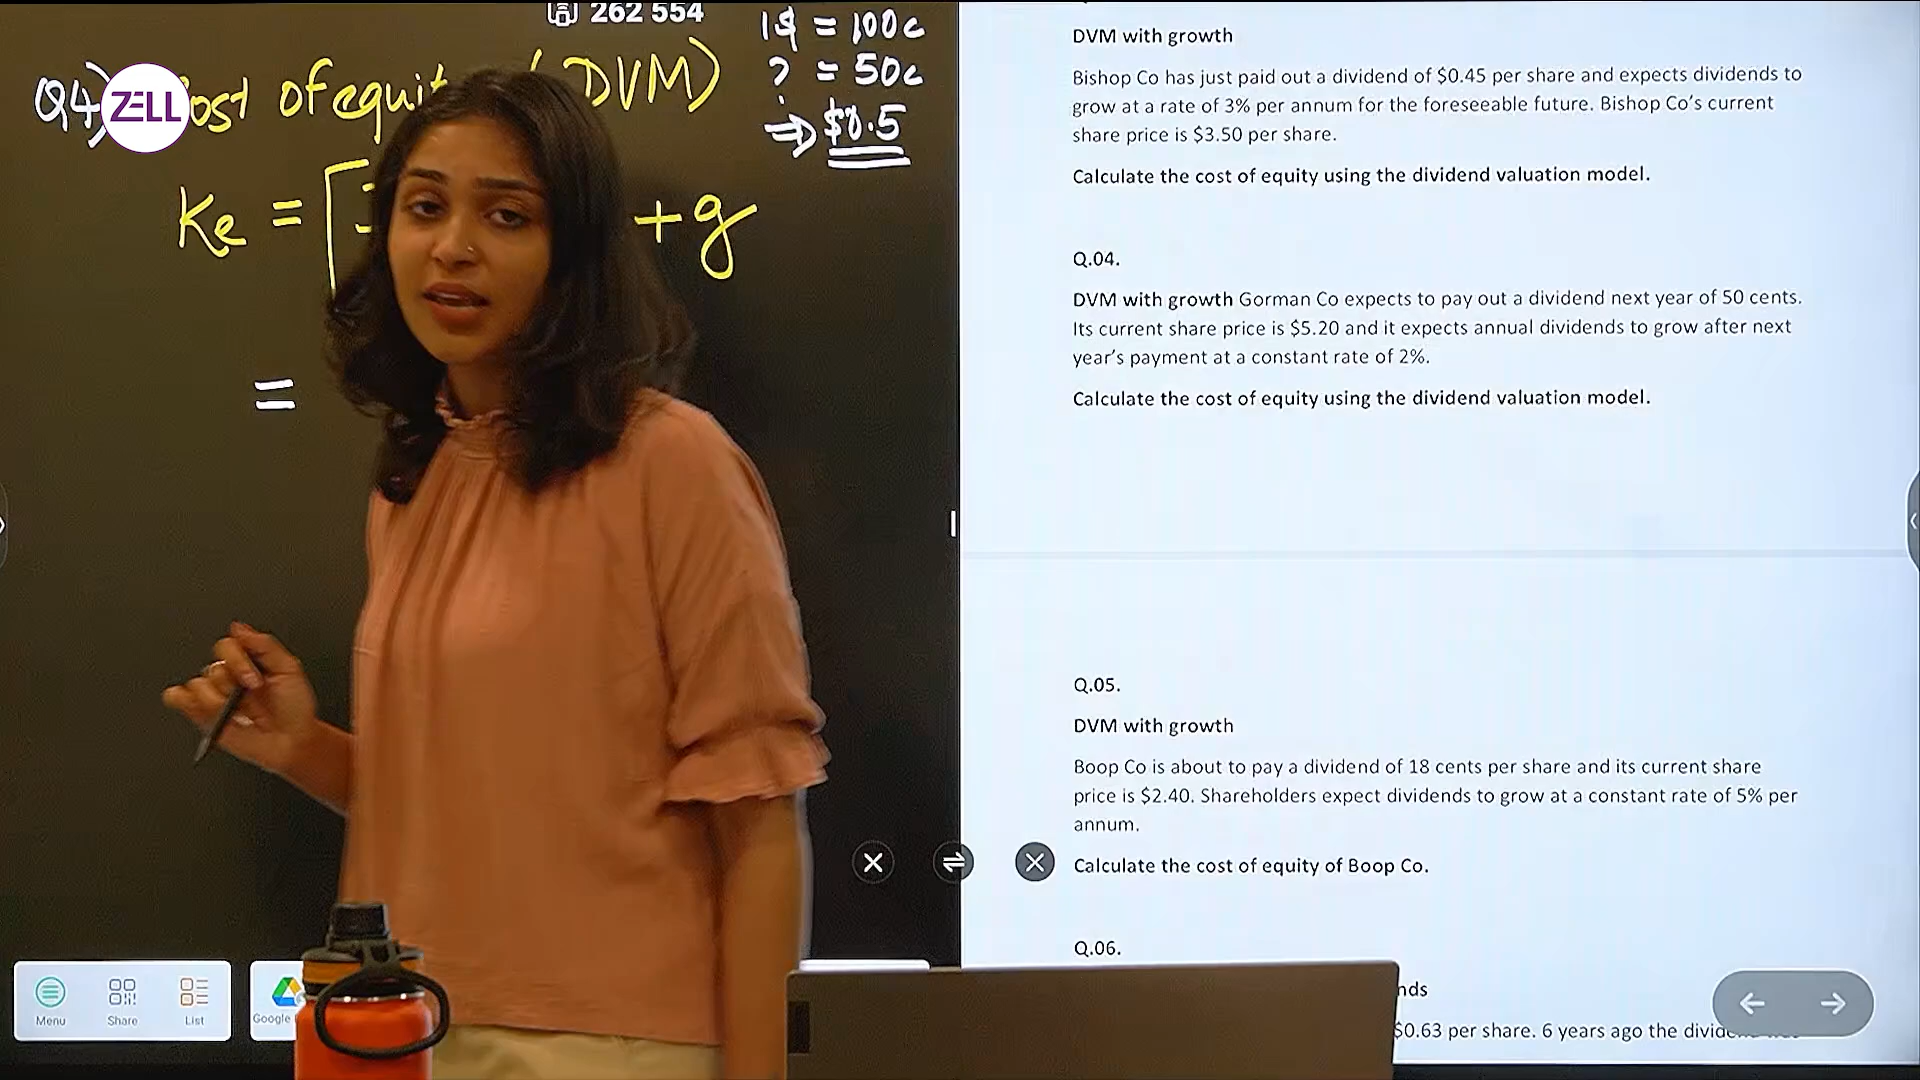 262 554
1$ = 100c
? = 50c
⇒ $0.5
Q4) ost of equit (DVM)
ZELL
Ke = [ + g
=
Menu
Share
List
Google
DVM with growth
Bishop Co has just paid out a dividend of $0.45 per share and expects dividends to
grow at a rate of 3% per annum for the foreseeable future. Bishop Co's current
share price is $3.50 per share.
Calculate the cost of equity using the dividend valuation model.
Q.04.
DVM with growth Gorman Co expects to pay out a dividend next year of 50 cents.
Its current share price is $5.20 and it expects annual dividends to grow after next
year's payment at a constant rate of 2%.
Calculate the cost of equity using the dividend valuation model.
Q.05.
DVM with growth
Boop Co is about to pay a dividend of 18 cents per share and its current share
price is $2.40. Shareholders expect dividends to grow at a constant rate of 5% per
annum.
Calculate the cost of equity of Boop Co.
Q.06.
nds
$0.63 per share. 6 years ago the divid